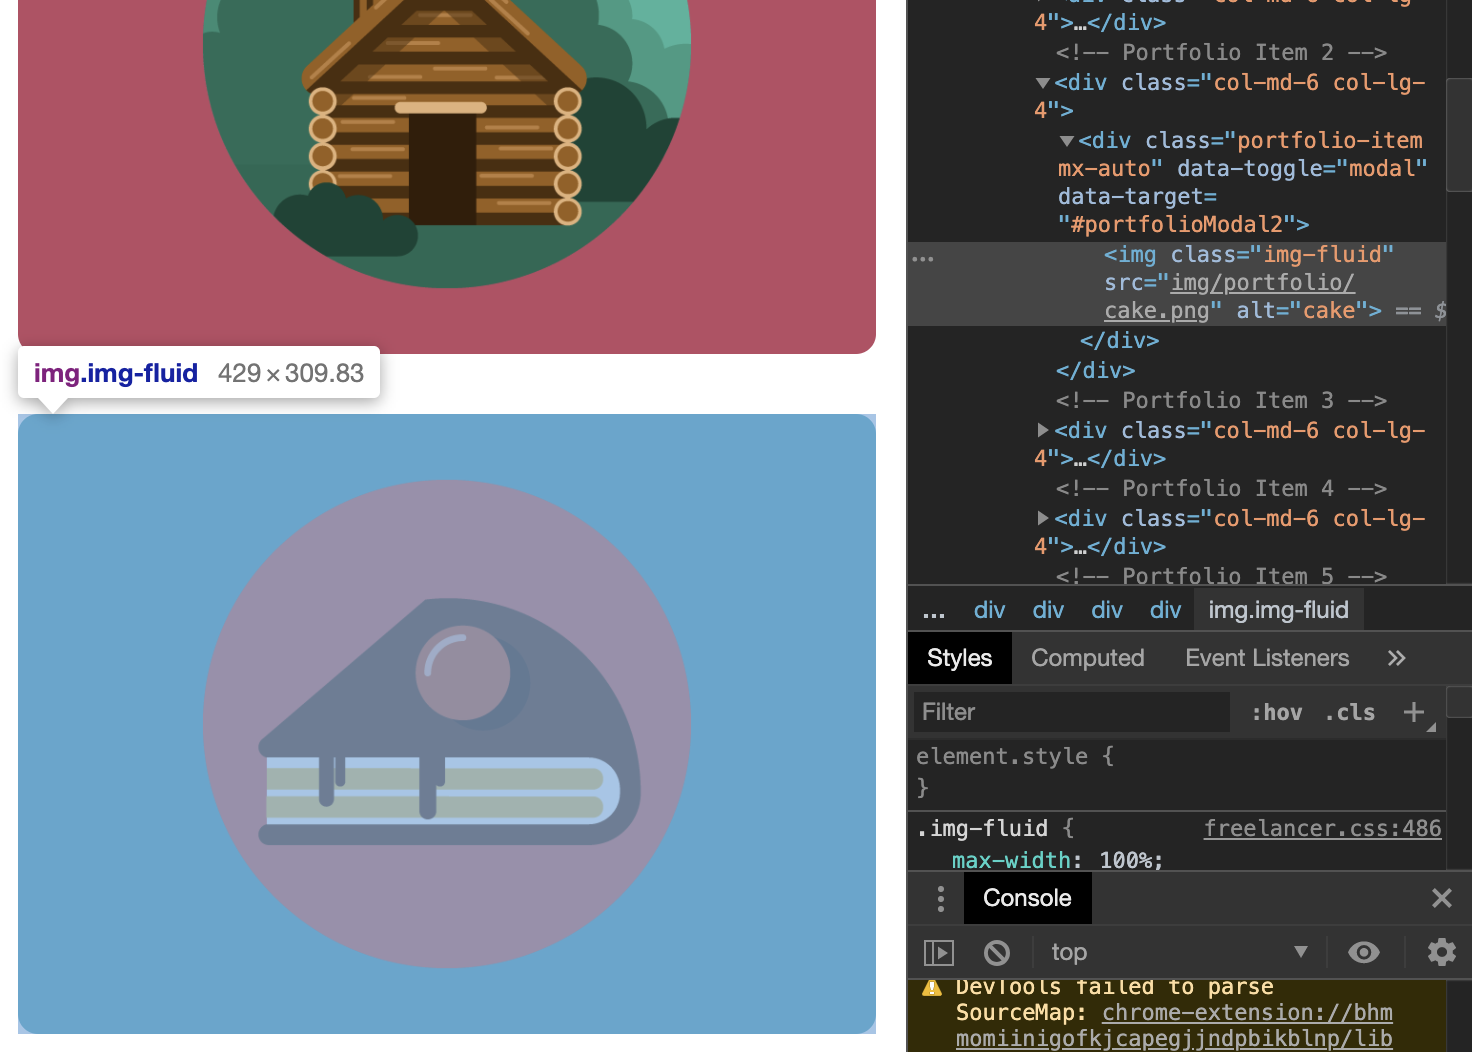 img.img-fluid 429 × 309.83
4">…</div>
<!-- Portfolio Item 2 -->
<div class="col-md-6 col-lg-
4">
<div class="portfolio-item
mx-auto" data-toggle="modal"
data-target=
"#portfolioModal2">
<img class="img-fluid"
src="img/portfolio/
cake.png" alt="cake"> == $
</div>
</div>
<!-- Portfolio Item 3 -->
<div class="col-md-6 col-lg-
4">…</div>
<!-- Portfolio Item 4 -->
<div class="col-md-6 col-lg-
4">…</div>
<!-- Portfolio Item 5 -->
... div div div div img.img-fluid
Styles Computed Event Listeners »
Filter :hov .cls +
element.style {
}
.img-fluid { freelancer.css:486
max-width: 100%;
Console
top
DevTools failed to parse
SourceMap: chrome-extension://bhm
momiinigofkjcapegjjndpbikblnp/lib